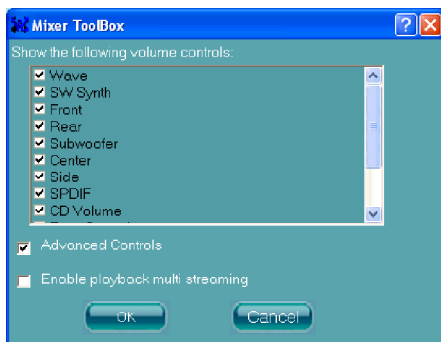 Mixer ToolBox
Show the following volume controls:
Wave
SW Synth
Front
Rear
Subwoofer
Center
Side
SPDIF
CD Volume
Advanced Controls
Enable playback multi streaming
OK
Cancel